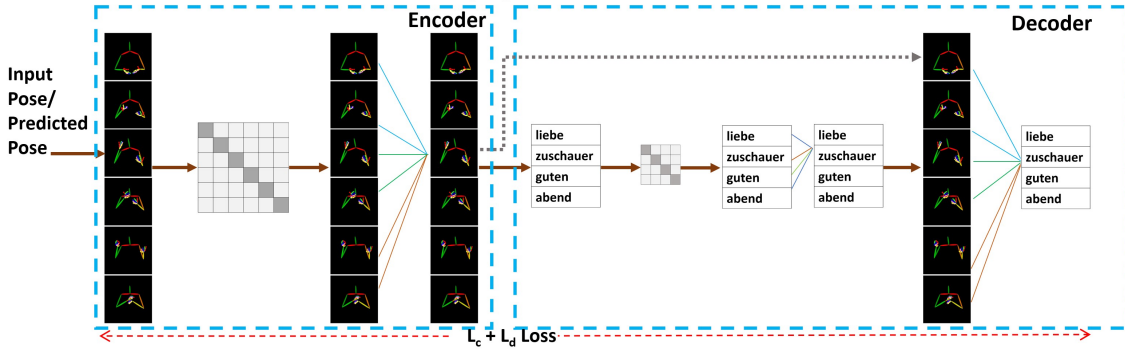 Encoder
Decoder
Input
Pose/
Predicted
Pose
liebe
zuschauer
guten
abend
liebe
zuschauer
guten
abend
liebe
zuschauer
guten
abend
liebe
zuschauer
guten
abend
L_c + L_d Loss